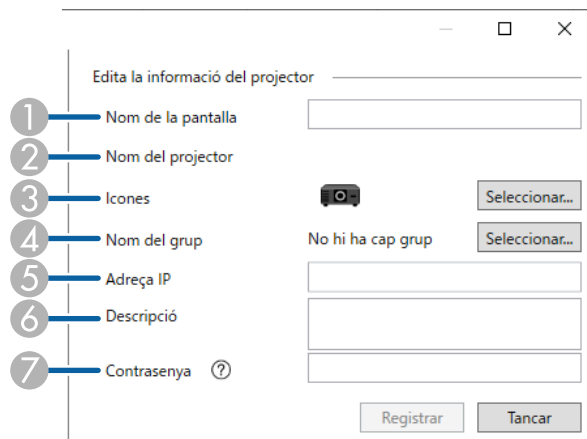 Edita la informació del projector
1 Nom de la pantalla
2 Nom del projector
3 Icones Seleccionar...
4 Nom del grup No hi ha cap grup Seleccionar...
5 Adreça IP
6 Descripció
7 Contrasenya ?
Registrar Tancar